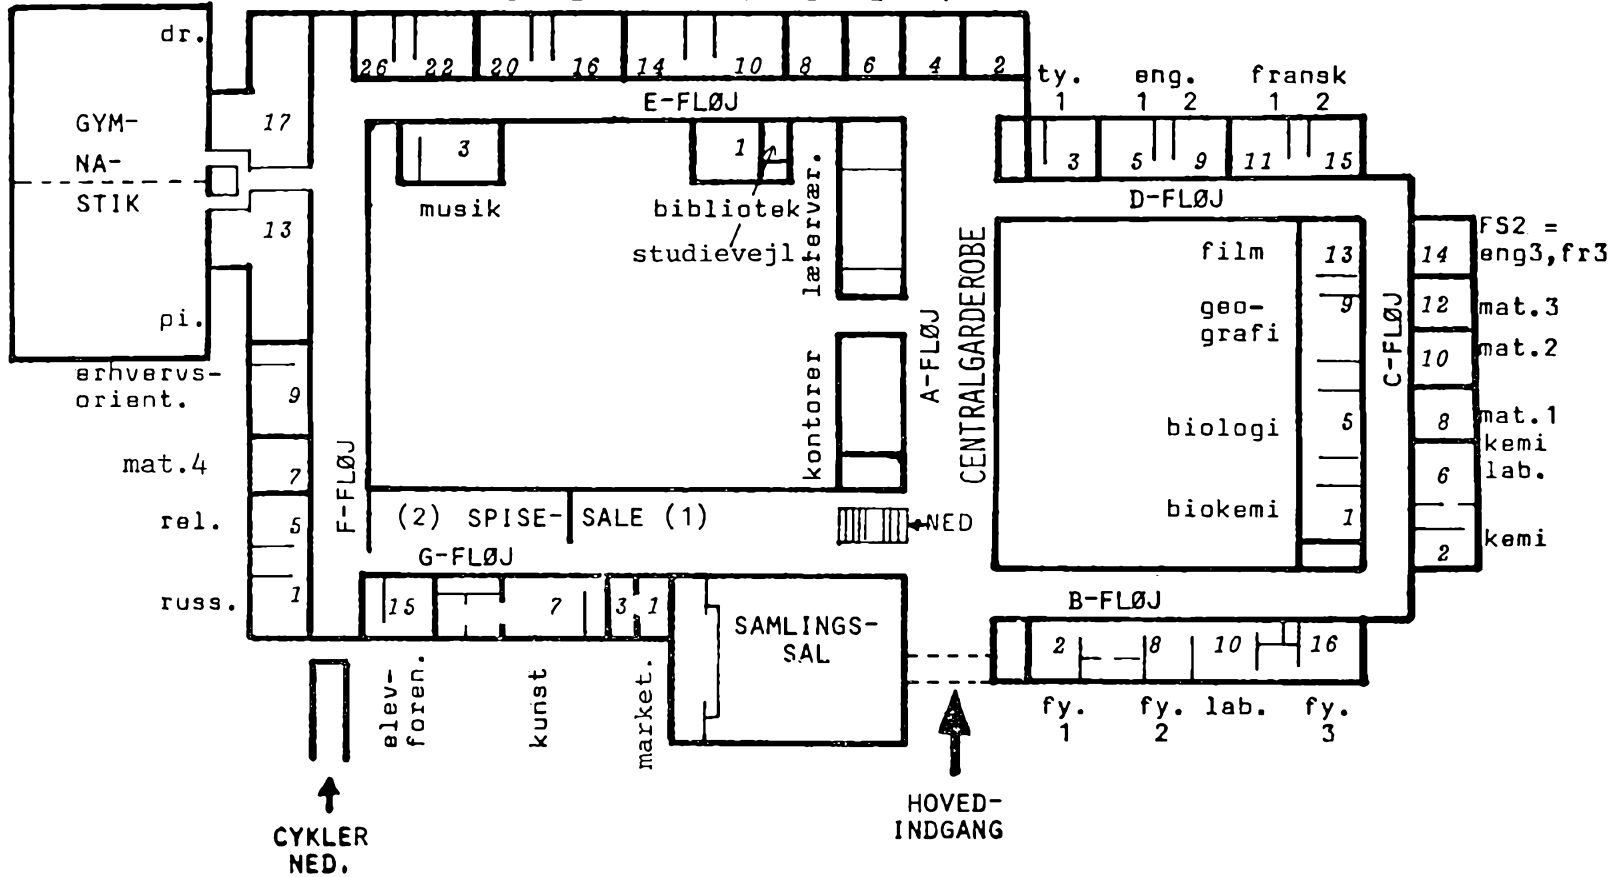 dr.
26 22 20 16 14 10 8 6 4 2
E-FLØJ
17
GYM-
NA-
STIK
13
pi.
3
musik
1
bibliotek
studievejl.
lærervær.
ty. eng. fransk
1 1 2 1 2
3 5 9 11 15
D-FLØJ
film 13
geo-
grafi
9
biologi 5
biokemi 1
C-FLØJ
14
FS2 =
eng3,fr3
12 mat.3
10 mat.2
8 mat.1
6
kemi
lab.
2 kemi
A-FLØJ
CENTRALGARDEROBE
kontorer
erhvervs-
orient.
9
mat.4 7
rel. 5
russ. 1
F-FLØJ
(2) SPISE- SALE (1)
NED
G-FLØJ
15 7 3 1
elev-
foren.
kunst
market.
SAMLINGS-
SAL
B-FLØJ
2 8 10 16
fy. fy. lab. fy.
1 2 3
HOVED-
INDGANG
CYKLER
NED.